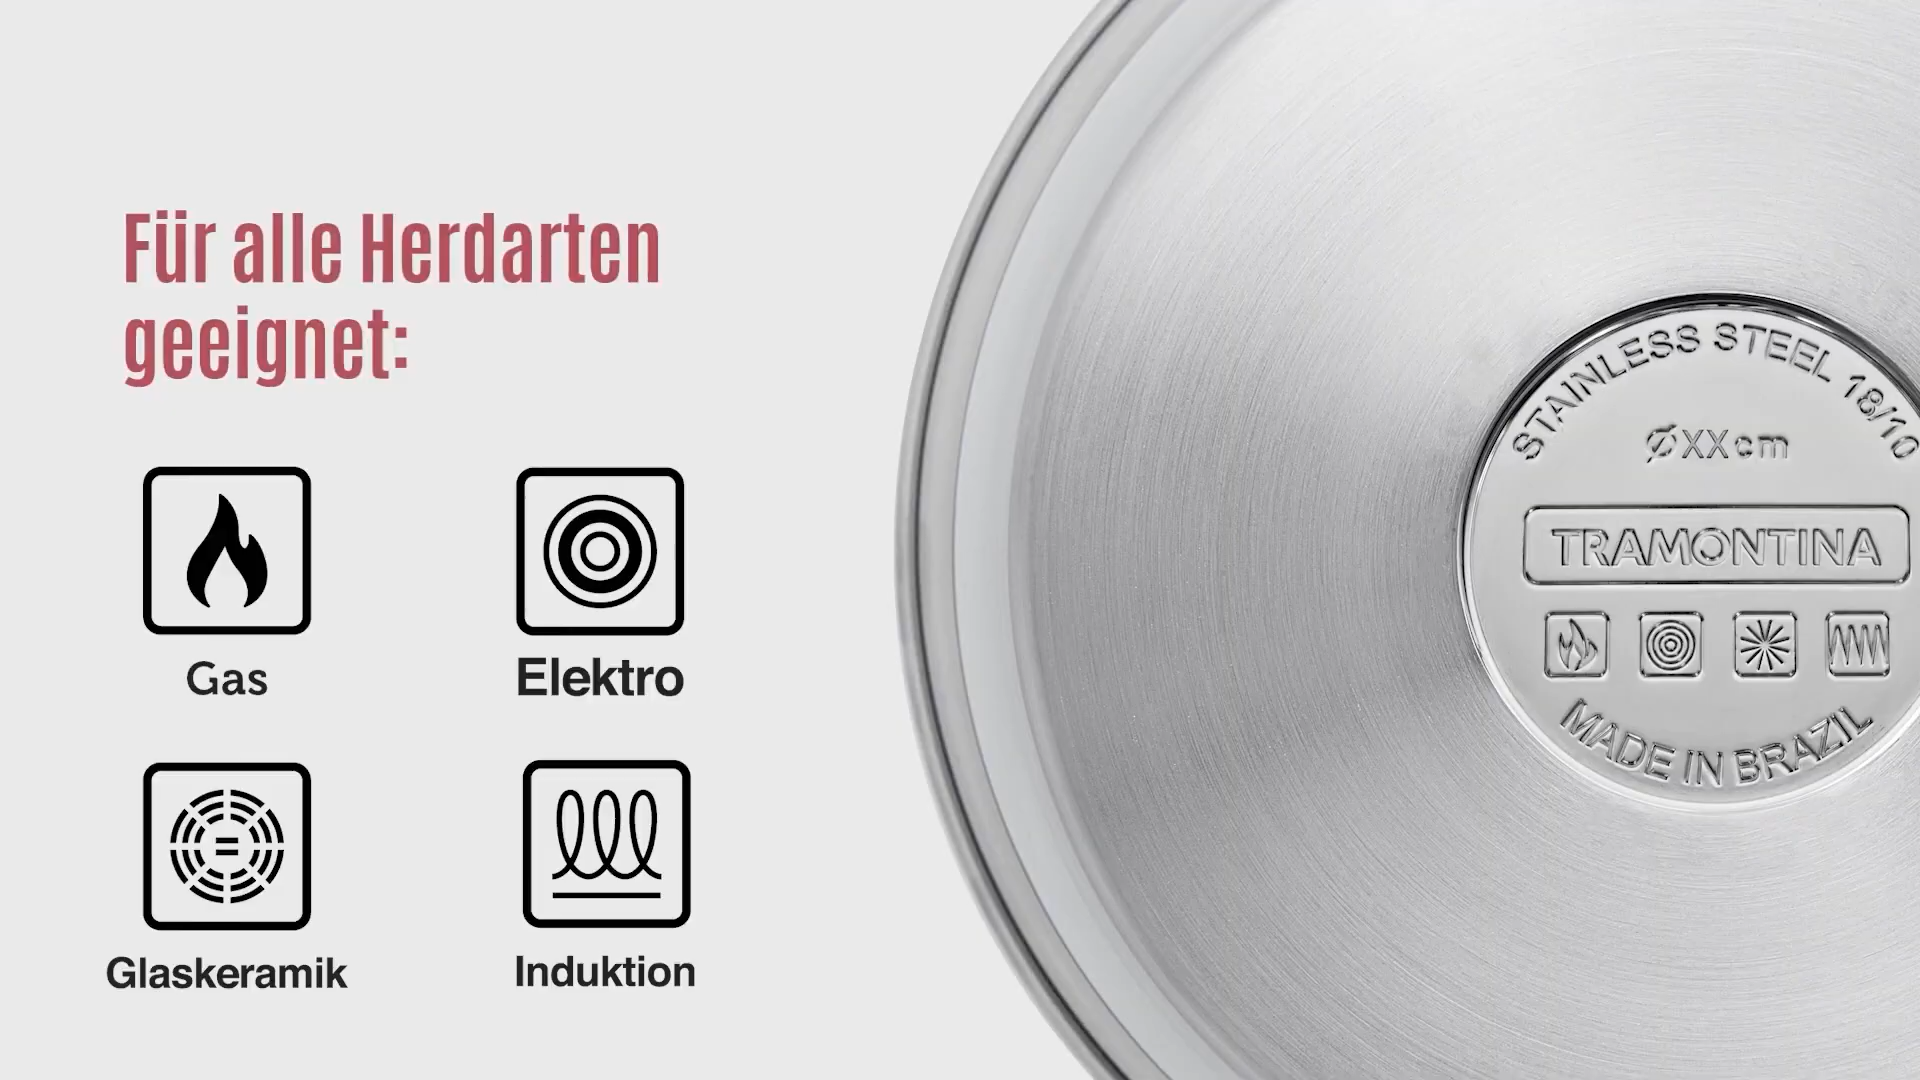 Für alle Herdarten
geeignet:
Gas
Elektro
Glaskeramik
Induktion
STAINLESS STEEL 18/10
ØXXcm
TRAMONTINA
MADE IN BRAZIL